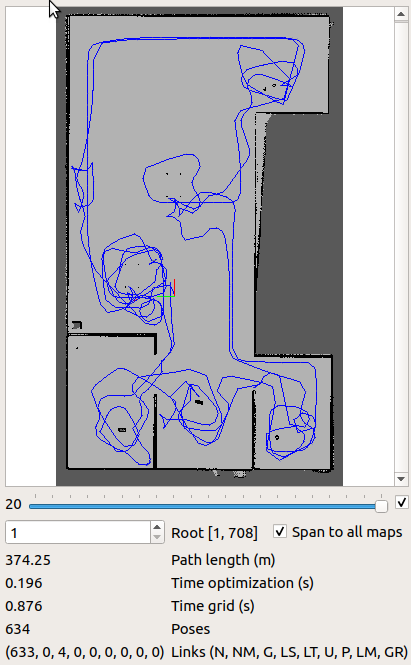 20
1 Root [1, 708] Span to all maps
374.25 Path length (m)
0.196 Time optimization (s)
0.876 Time grid (s)
634 Poses
(633, 0, 4, 0, 0, 0, 0, 0, 0) Links (N, NM, G, LS, LT, U, P, LM, GR)